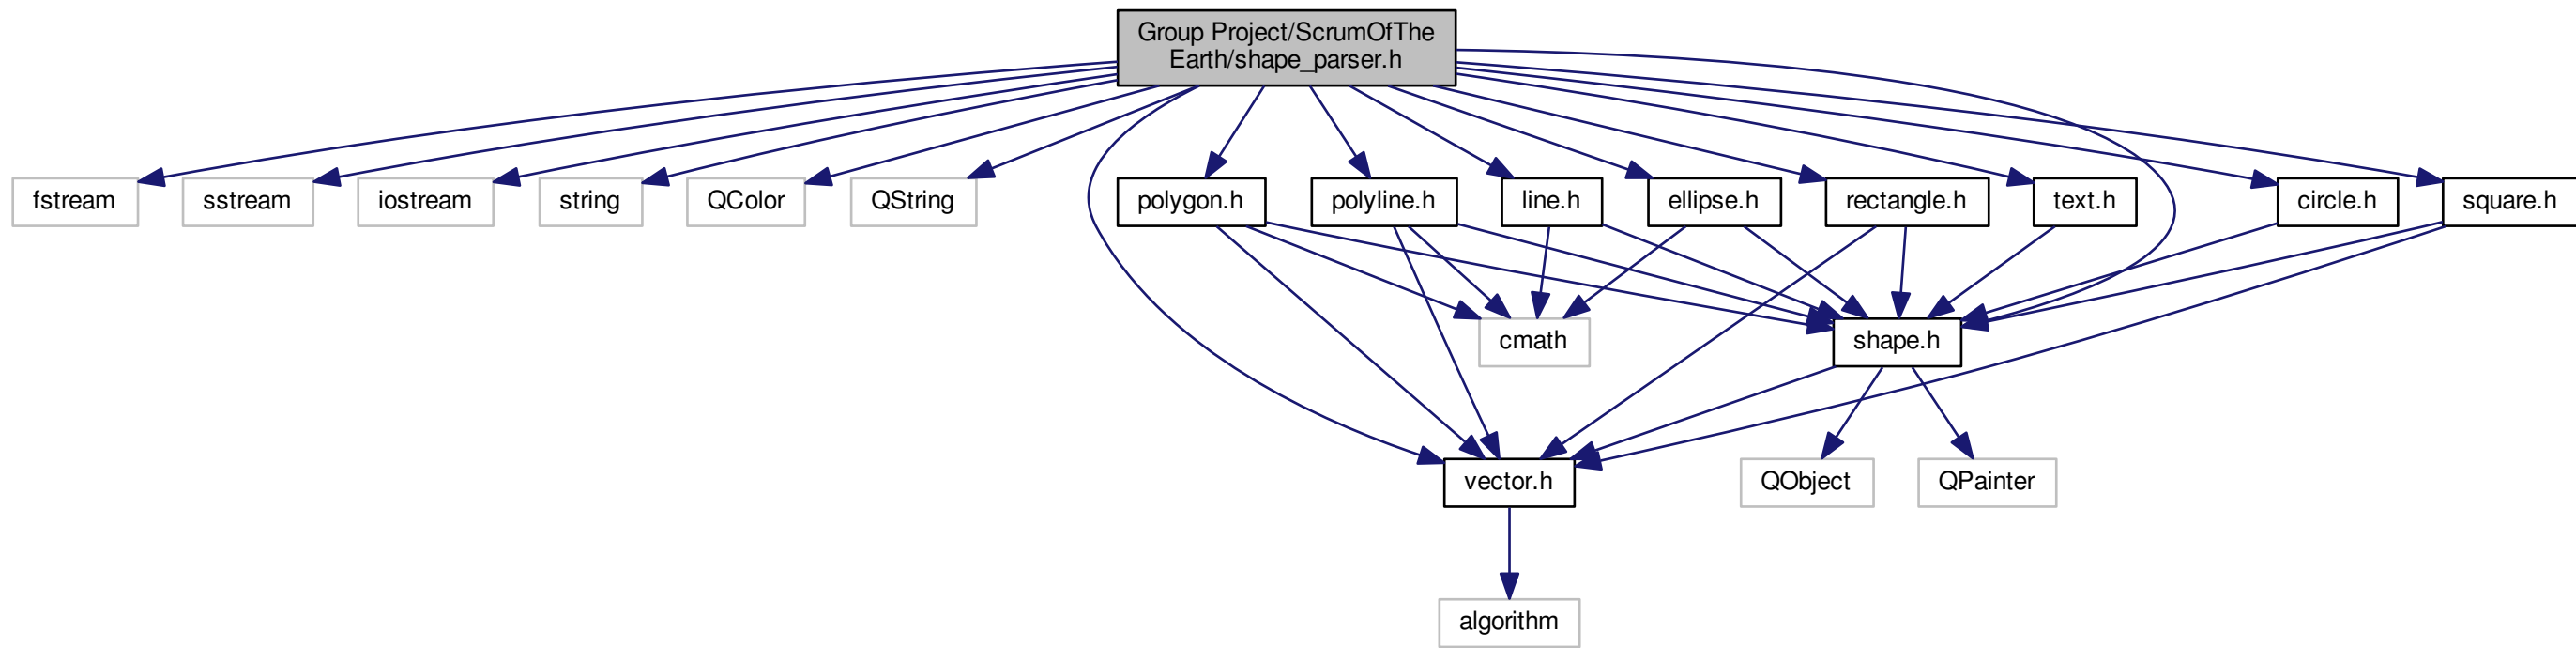 Group Project/ScrumOfThe
Earth/shape_parser.h
fstream
sstream
iostream
string
QColor
QString
polygon.h
polyline.h
line.h
ellipse.h
rectangle.h
text.h
circle.h
square.h
cmath
shape.h
vector.h
QObject
QPainter
algorithm